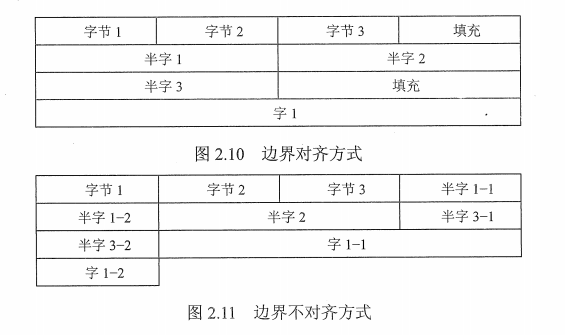 字节 1 字节 2 字节 3 填充
半字 1 半字 2
半字 3 填充
字 1
图 2.10 边界对齐方式
字节 1 字节 2 字节 3 半字 1-1
半字 1-2 半字 2 半字 3-1
半字 3-2 字 1-1
字 1-2
图 2.11 边界不对齐方式